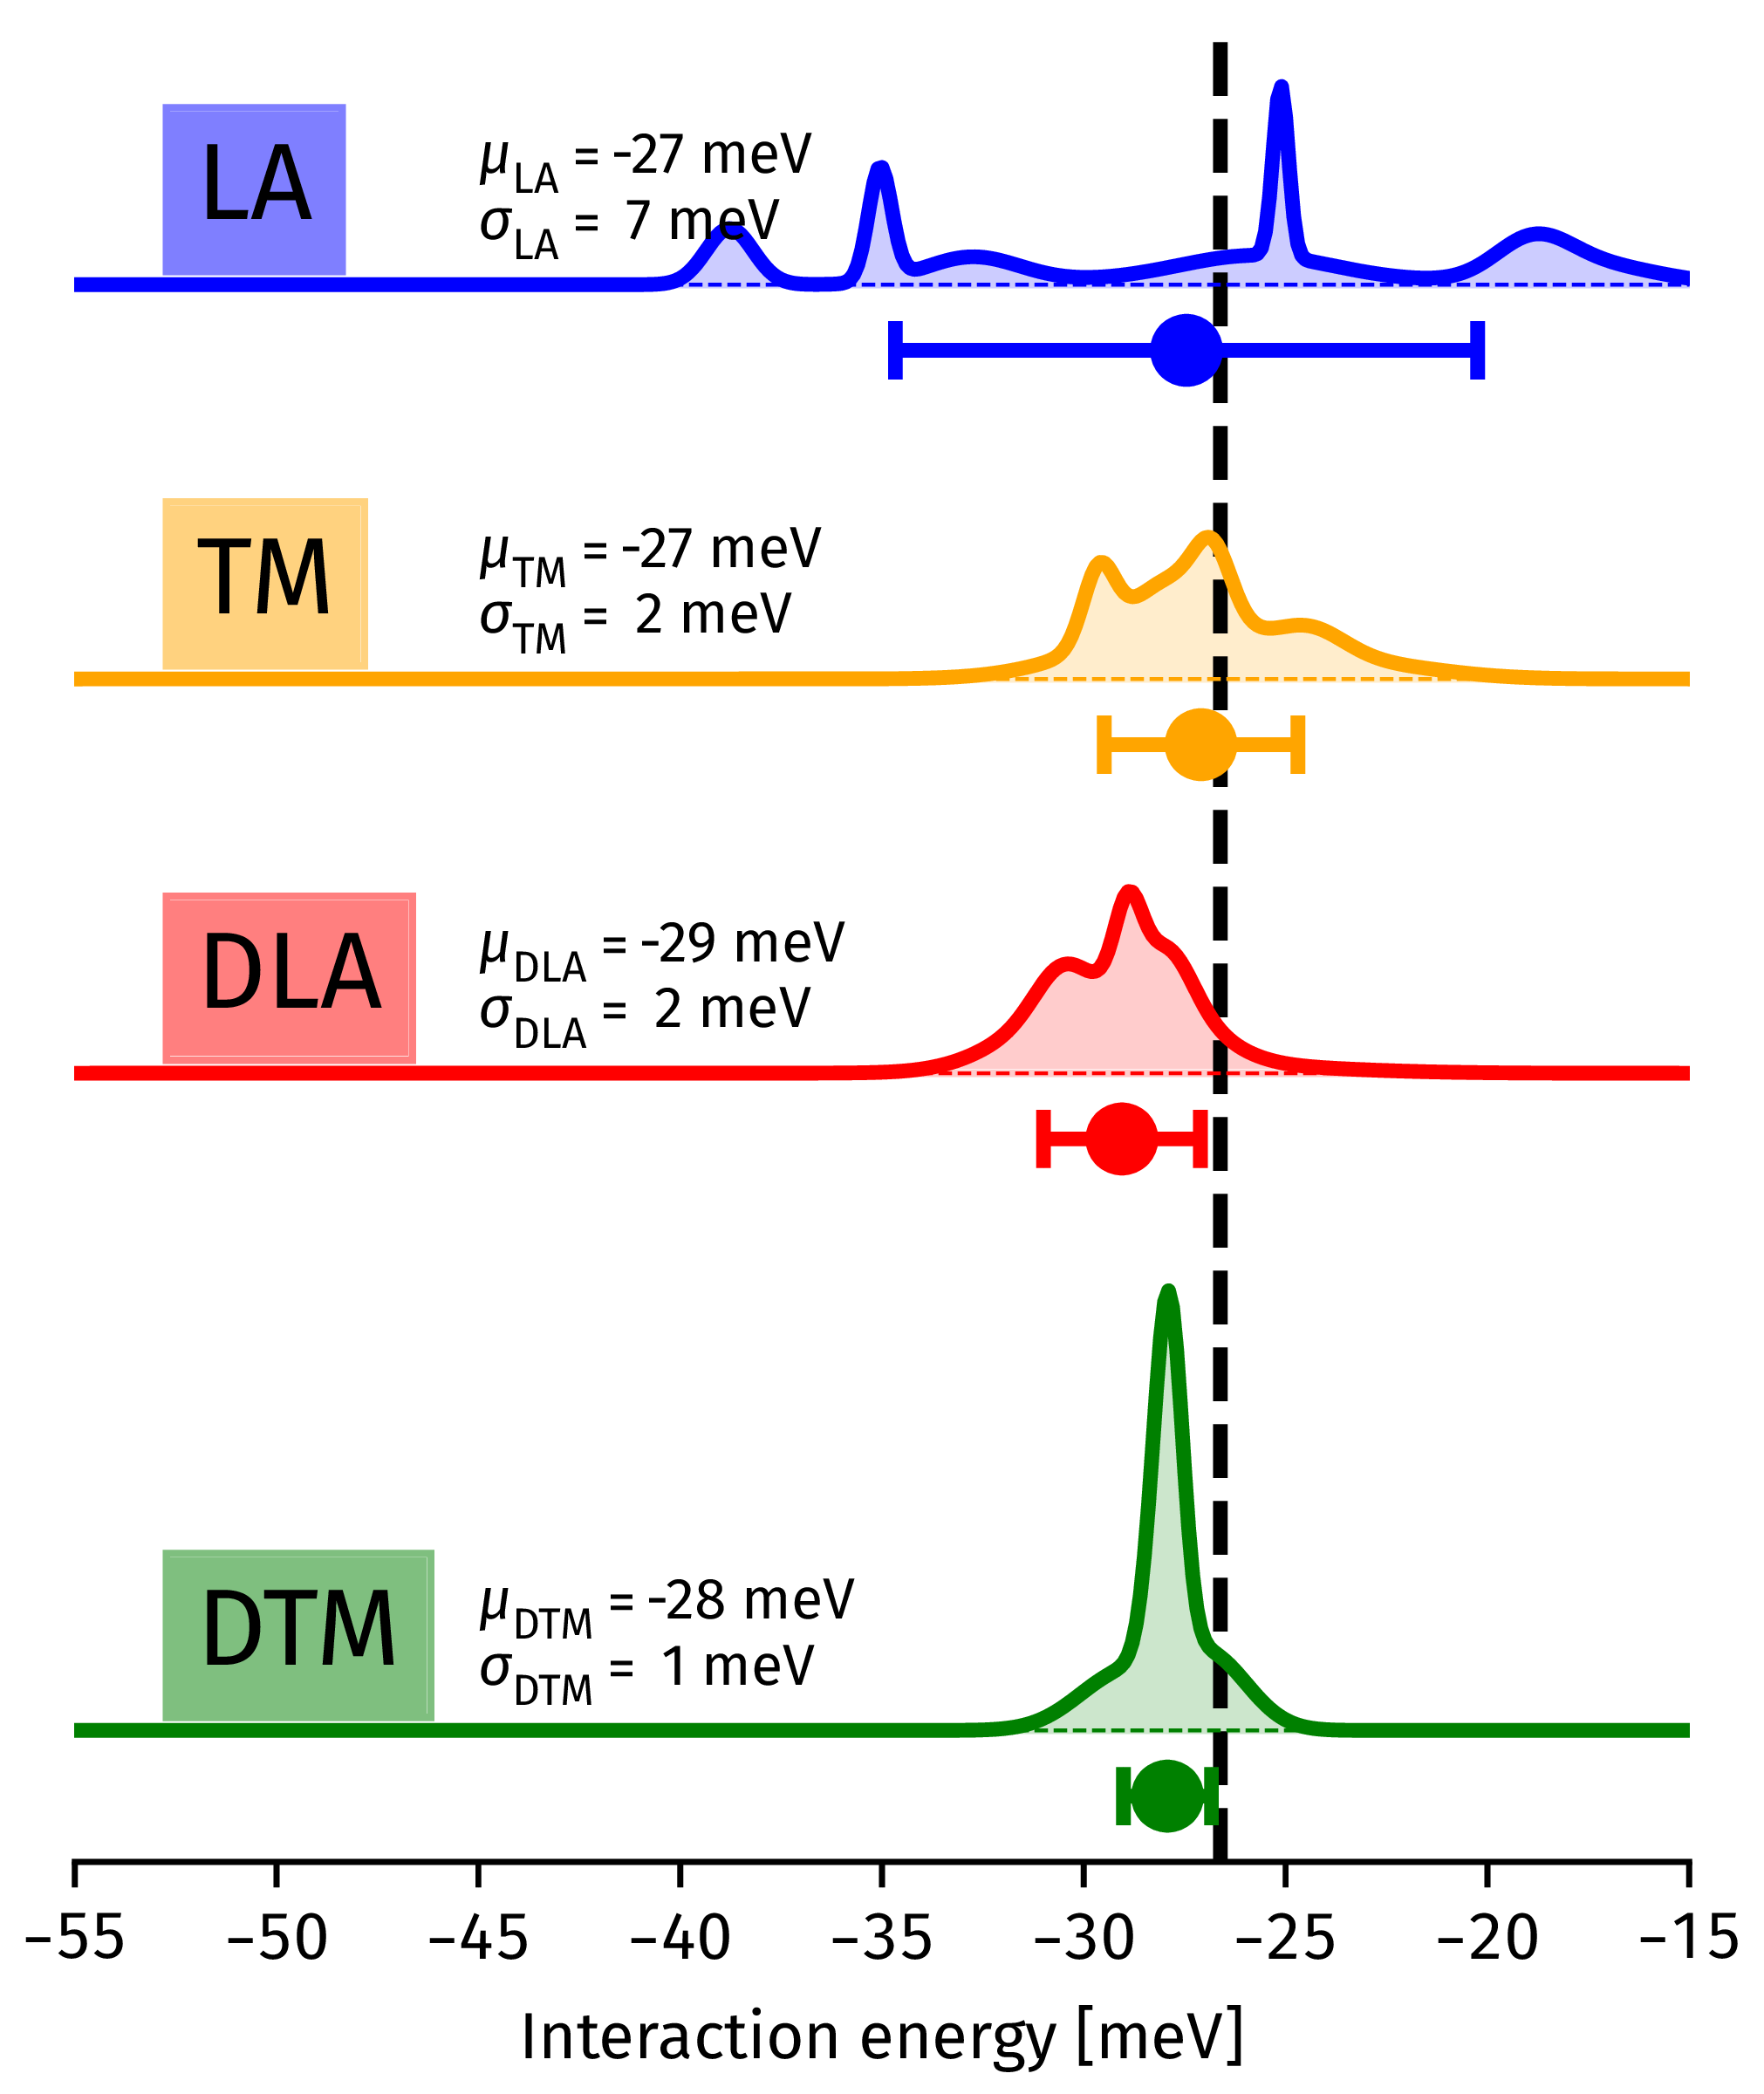 LA
μLA = -27 meV
σLA = 7 meV
TM
μTM = -27 meV
σTM = 2 meV
DLA
μDLA = -29 meV
σDLA = 2 meV
DTM
μDTM = -28 meV
σDTM = 1 meV
−55 −50 −45 −40 −35 −30 −25 −20 −15
Interaction energy [meV]